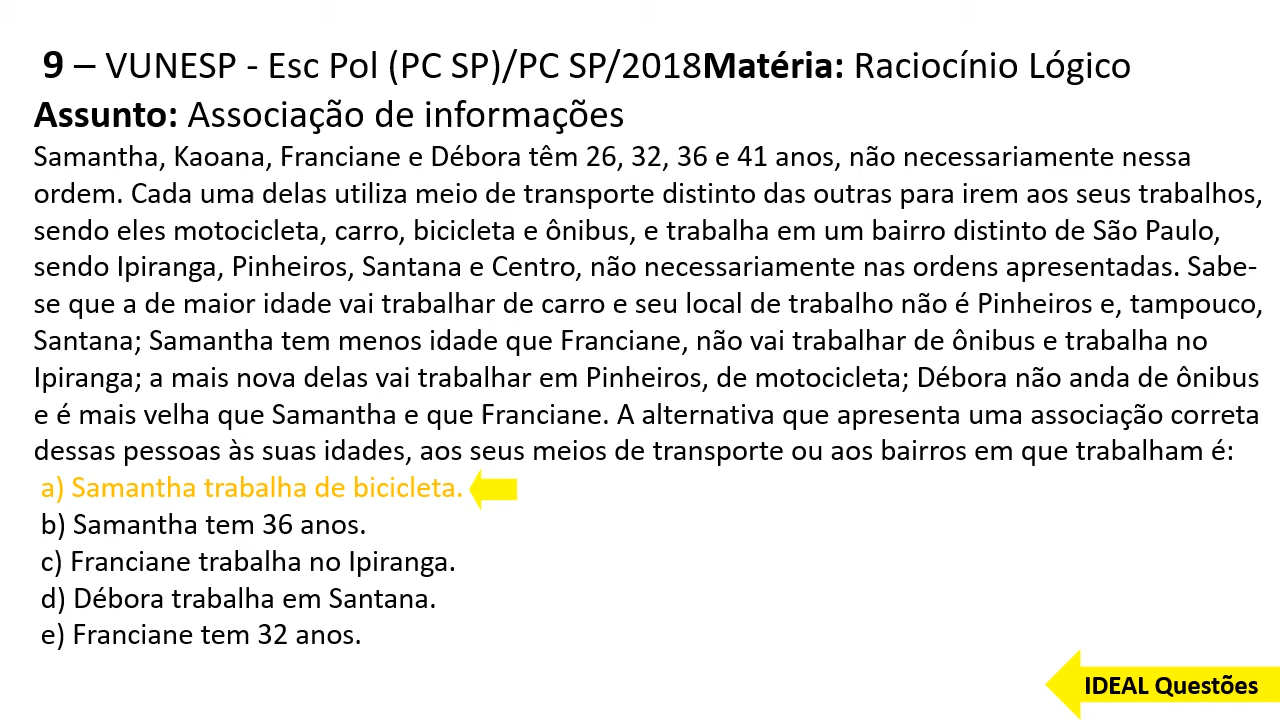 9 – VUNESP - Esc Pol (PC SP)/PC SP/2018Matéria: Raciocínio Lógico
Assunto: Associação de informações
Samantha, Kaoana, Franciane e Débora têm 26, 32, 36 e 41 anos, não necessariamente nessa
ordem. Cada uma delas utiliza meio de transporte distinto das outras para irem aos seus trabalhos,
sendo eles motocicleta, carro, bicicleta e ônibus, e trabalha em um bairro distinto de São Paulo,
sendo Ipiranga, Pinheiros, Santana e Centro, não necessariamente nas ordens apresentadas. Sabe-
se que a de maior idade vai trabalhar de carro e seu local de trabalho não é Pinheiros e, tampouco,
Santana; Samantha tem menos idade que Franciane, não vai trabalhar de ônibus e trabalha no
Ipiranga; a mais nova delas vai trabalhar em Pinheiros, de motocicleta; Débora não anda de ônibus
e é mais velha que Samantha e que Franciane. A alternativa que apresenta uma associação correta
dessas pessoas às suas idades, aos seus meios de transporte ou aos bairros em que trabalham é:
a) Samantha trabalha de bicicleta.
b) Samantha tem 36 anos.
c) Franciane trabalha no Ipiranga.
d) Débora trabalha em Santana.
e) Franciane tem 32 anos.
IDEAL Questões